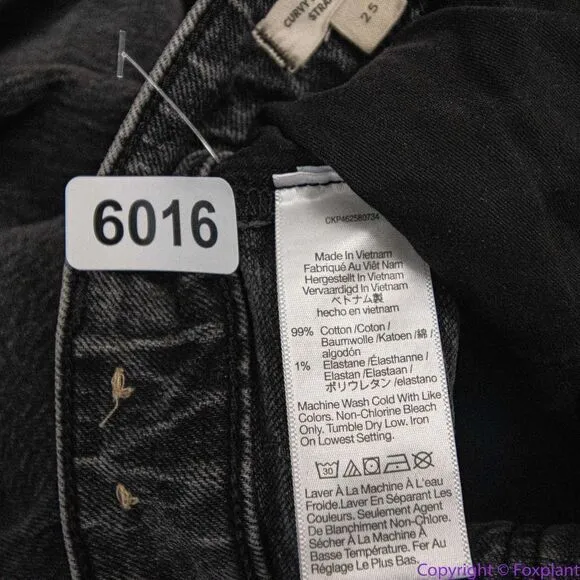 CURVY
STRA
25
6016
CKP462580734
Made In Vietnam
Fabriqué Au Viêt Nam
Hergestellt In Vietnam
Vervaardigd In Vietnam
ベトナム製
hecho en vietnam
99% Cotton /Coton /
Baumwolle /Katoen /綿 /
algodón
1% Elastane /Élasthanne /
Elastan /Elastaan /
ポリウレタン /elastano
Machine Wash Cold With Like
Colors. Non-Chlorine Bleach
Only. Tumble Dry Low. Iron
On Lowest Setting.
30
Laver À La Machine À L'eau
Froide.Laver En Séparant Les
Couleurs. Seulement Agent
De Blanchiment Non-Chlore.
Sécher À La Machine À
Basse Température. Fer Au
Réglage Le Plus Bas.
Copyright © Foxplant